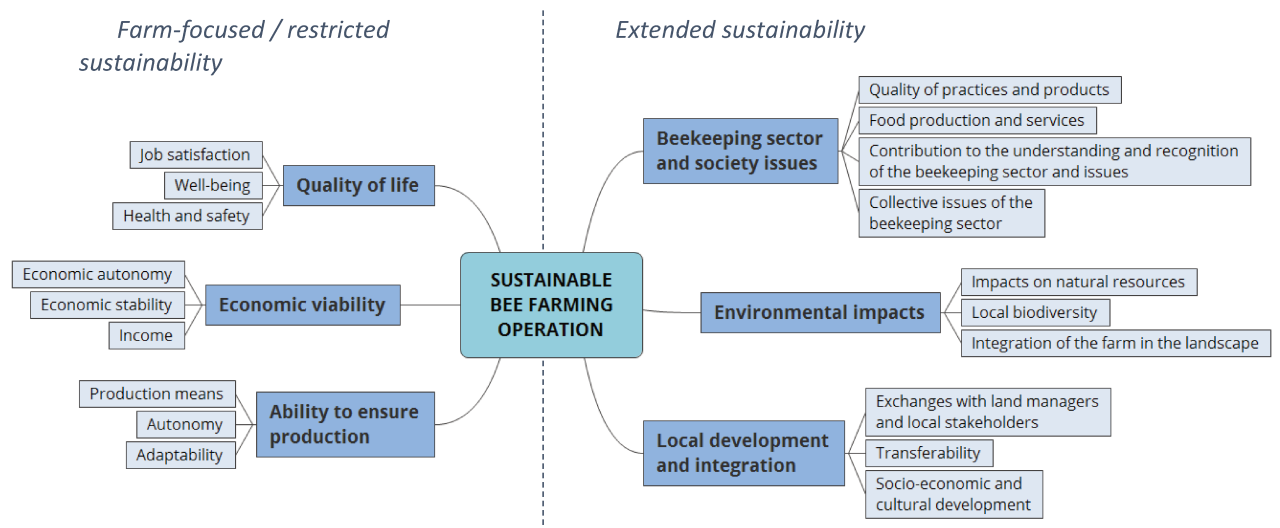 Farm-focused / restricted
sustainability
Extended sustainability
Job satisfaction
Well-being
Health and safety
Quality of life
Economic autonomy
Economic stability
Income
Economic viability
Production means
Autonomy
Adaptability
Ability to ensure
production
SUSTAINABLE
BEE FARMING
OPERATION
Beekeeping sector
and society issues
Quality of practices and products
Food production and services
Contribution to the understanding and recognition
of the beekeeping sector and issues
Collective issues of the
beekeeping sector
Environmental impacts
Impacts on natural resources
Local biodiversity
Integration of the farm in the landscape
Local development
and integration
Exchanges with land managers
and local stakeholders
Transferability
Socio-economic and
cultural development